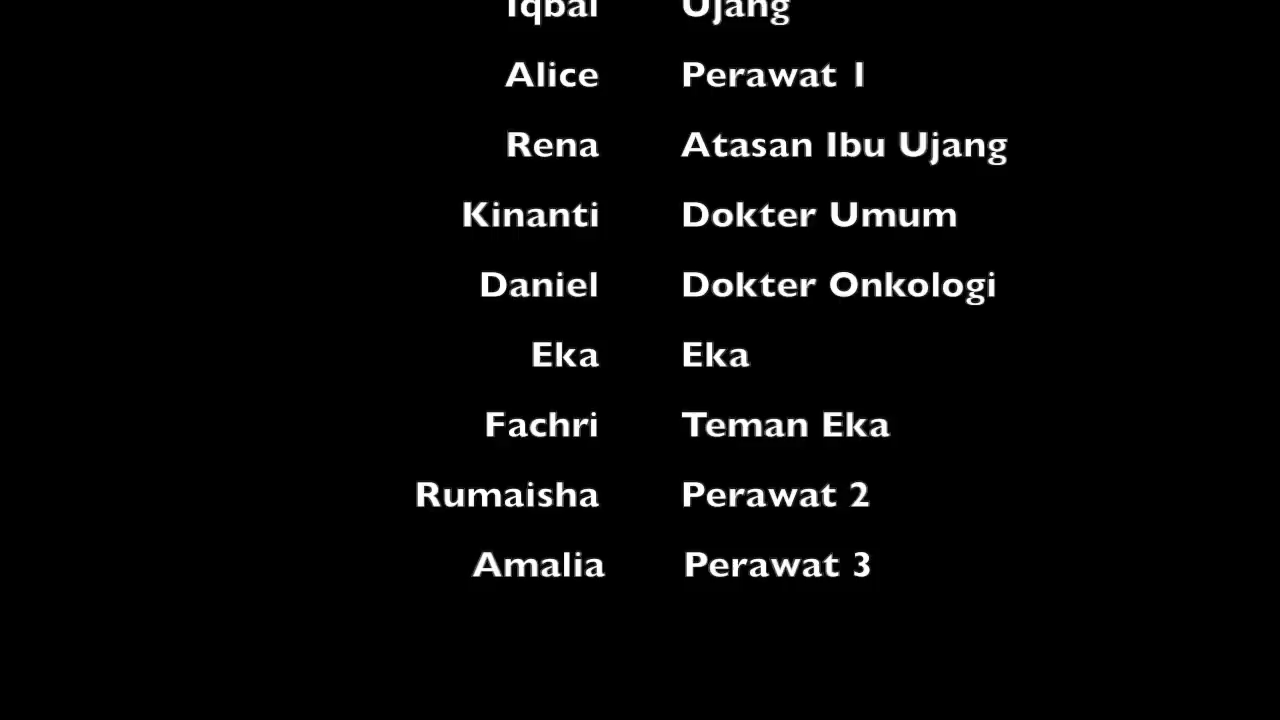 Iqbal Ujang
Alice Perawat 1
Rena Atasan Ibu Ujang
Kinanti Dokter Umum
Daniel Dokter Onkologi
Eka Eka
Fachri Teman Eka
Rumaisha Perawat 2
Amalia Perawat 3